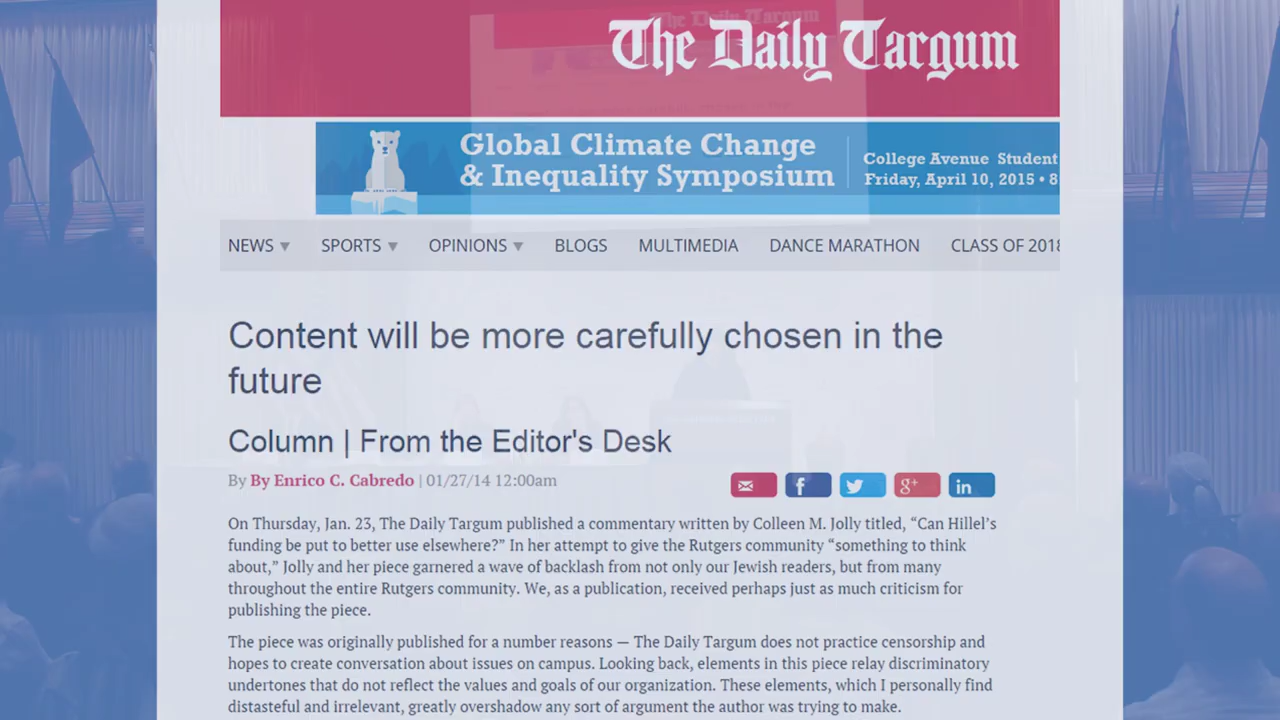 The Daily Targum
Global Climate Change
& Inequality Symposium
College Avenue Student
Friday, April 10, 2015 • 8
NEWS SPORTS OPINIONS BLOGS MULTIMEDIA DANCE MARATHON CLASS OF 2018
Content will be more carefully chosen in the
future
Column | From the Editor's Desk
By By Enrico C. Cabredo | 01/27/14 12:00am
On Thursday, Jan. 23, The Daily Targum published a commentary written by Colleen M. Jolly titled, “Can Hillel’s
funding be put to better use elsewhere?” In her attempt to give the Rutgers community “something to think
about,” Jolly and her piece garnered a wave of backlash from not only our Jewish readers, but from many
throughout the entire Rutgers community. We, as a publication, received perhaps just as much criticism for
publishing the piece.
The piece was originally published for a number reasons — The Daily Targum does not practice censorship and
hopes to create conversation about issues on campus. Looking back, elements in this piece relay discriminatory
undertones that do not reflect the values and goals of our organization. These elements, which I personally find
distasteful and irrelevant, greatly overshadow any sort of argument the author was trying to make.